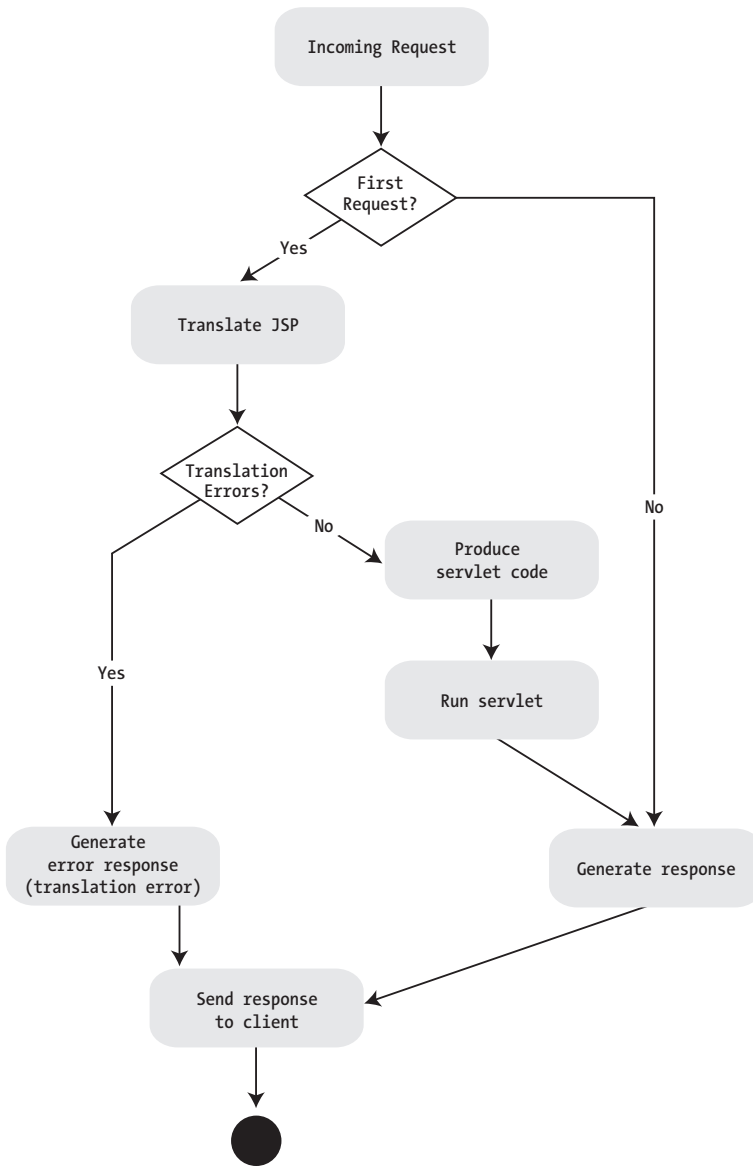 Incoming Request
First
Request?
Yes
Translate JSP
Translation
Errors?
No
No
Produce
servlet code
Yes
Run servlet
Generate
error response
(translation error)
Generate response
Send response
to client